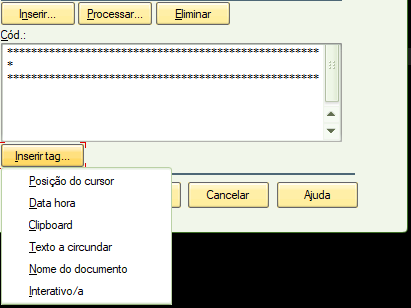 Inserir... Processar... Eliminar
Cód.:
****************************************************
*
****************************************************
Inserir tag...
Cancelar Ajuda
Posição do cursor
Data hora
Clipboard
Texto a circundar
Nome do documento
Interativo/a